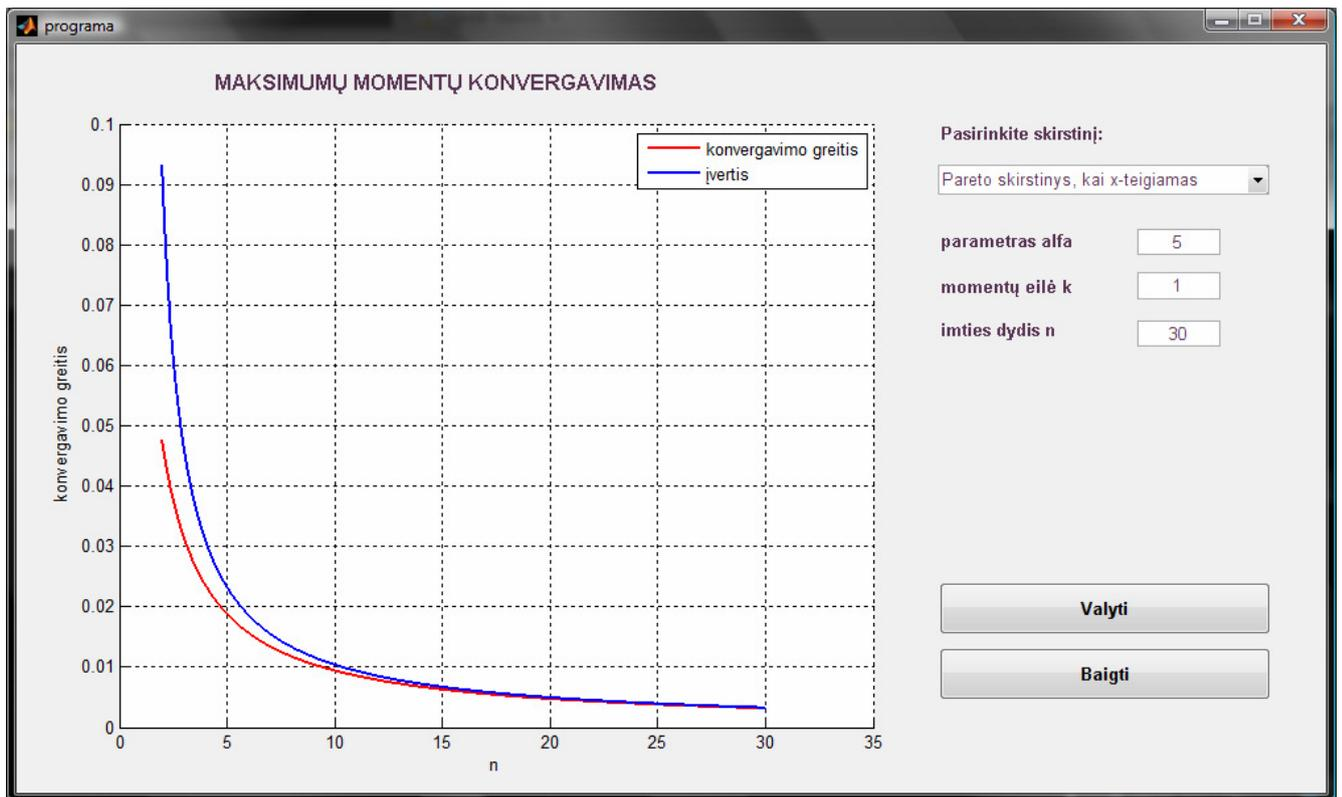 programa
MAKSIMUMŲ MOMENTŲ KONVERGAVIMAS
konvergavimo greitis
įvertis
0.1
0.09
0.08
0.07
0.06
0.05
0.04
0.03
0.02
0.01
0
konvergavimo greitis
0 5 10 15 20 25 30 35
n
Pasirinkite skirstinį:
Pareto skirstinys, kai x-teigiamas
parametras alfa 5
momentų eilė k 1
imties dydis n 30
Valyti
Baigti